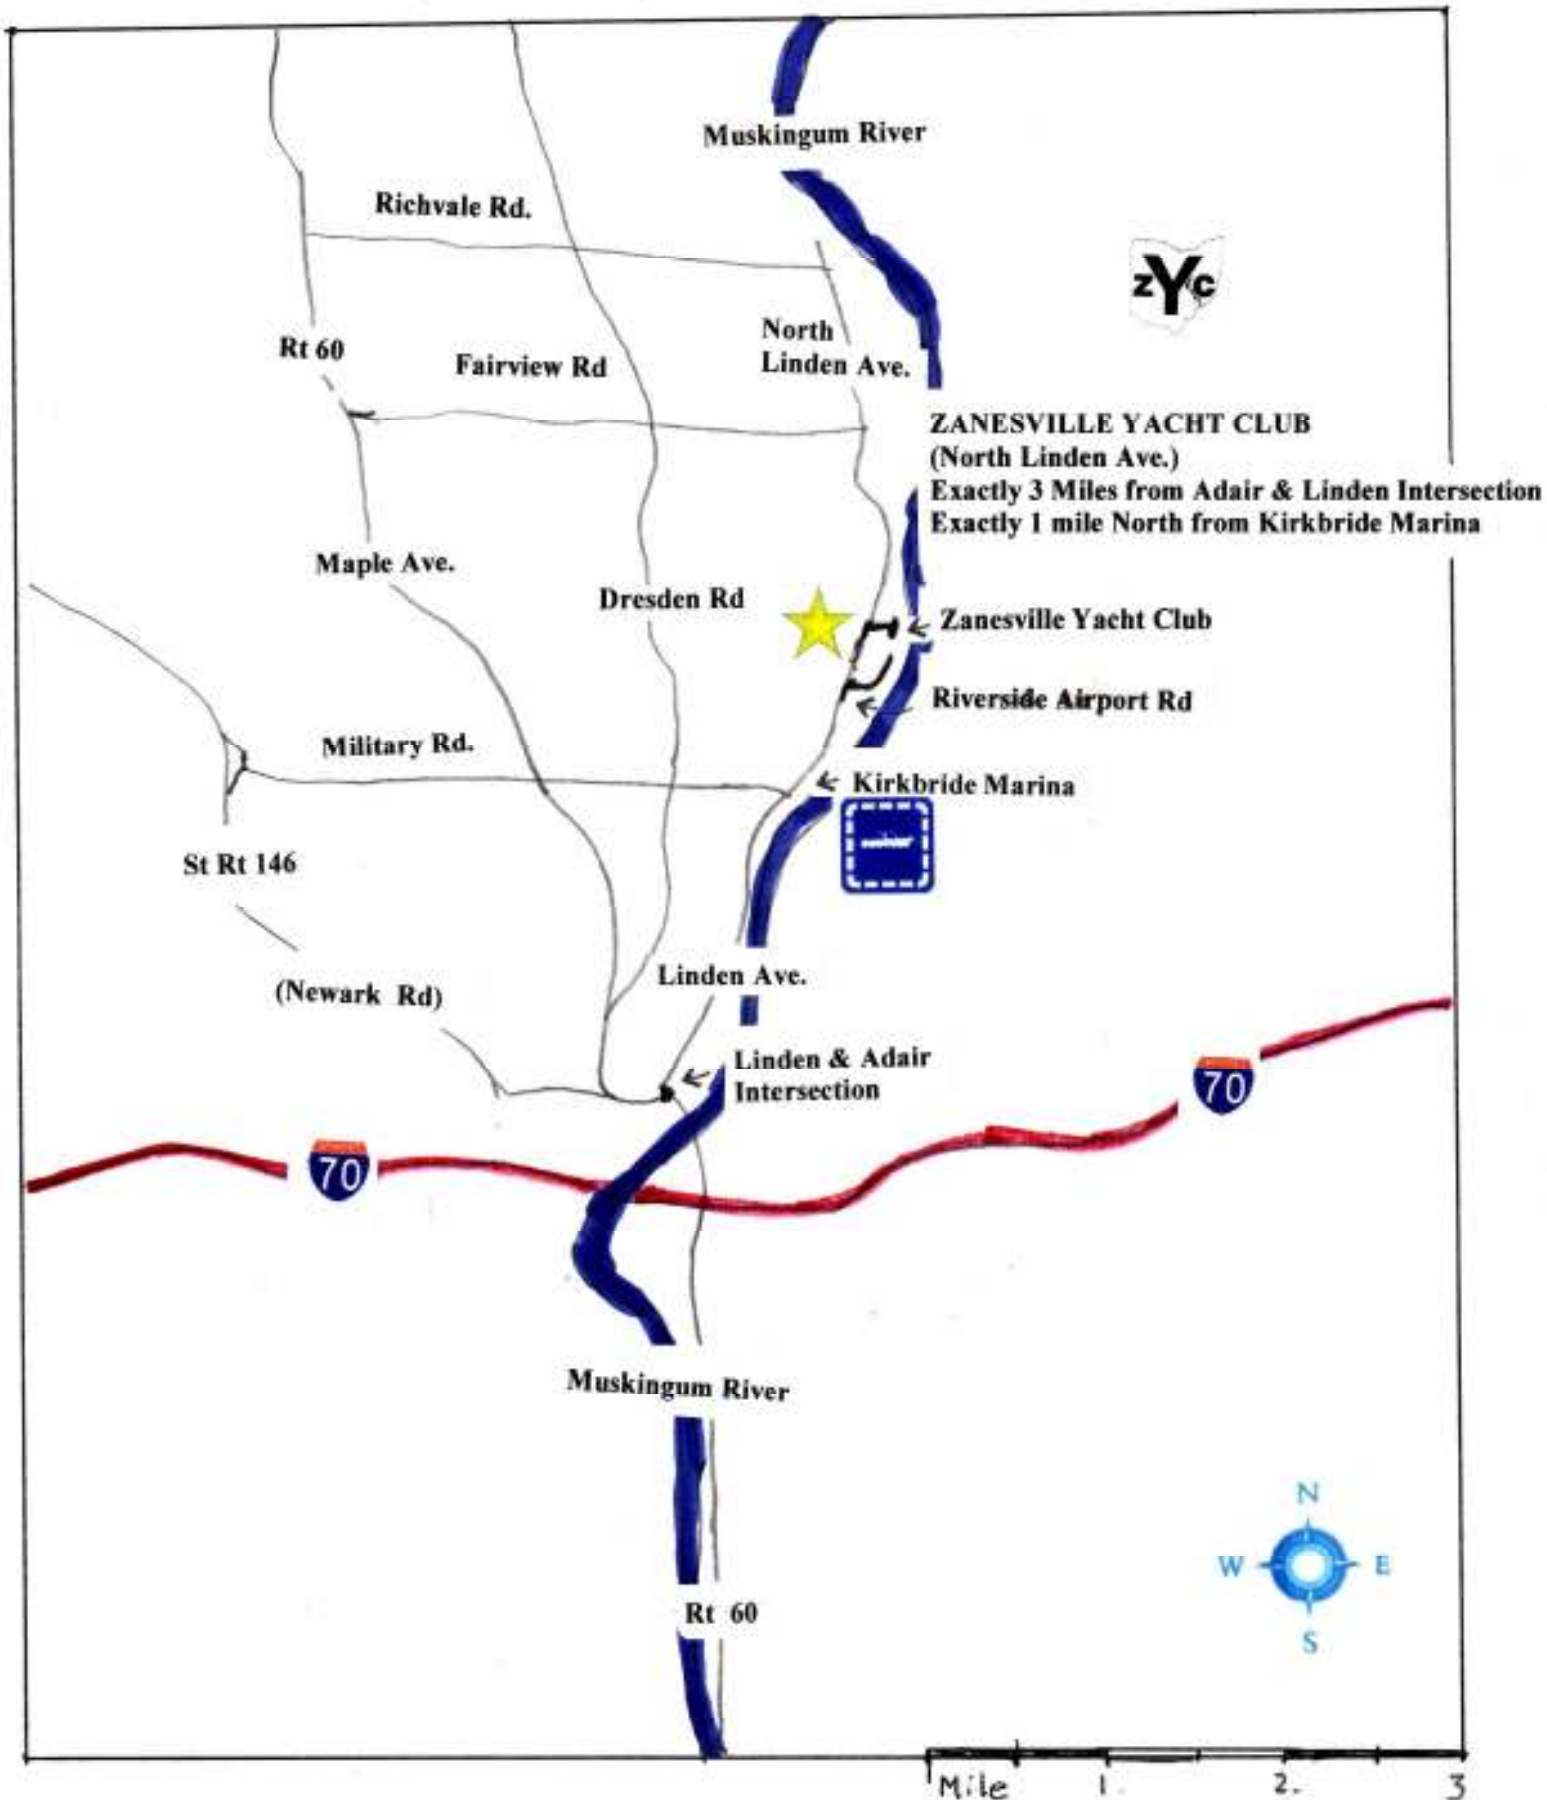 Muskingum River
Richvale Rd.
ZYC
North
Linden Ave.
Rt 60
Fairview Rd
ZANESVILLE YACHT CLUB
(North Linden Ave.)
Exactly 3 Miles from Adair & Linden Intersection
Exactly 1 mile North from Kirkbride Marina
Maple Ave.
Dresden Rd
Zanesville Yacht Club
Riverside Airport Rd
Military Rd.
Kirkbride Marina
St Rt 146
Linden Ave.
(Newark Rd)
Linden & Adair
Intersection
70
70
Muskingum River
N
W E
S
Rt 60
Mile 1. 2. 3